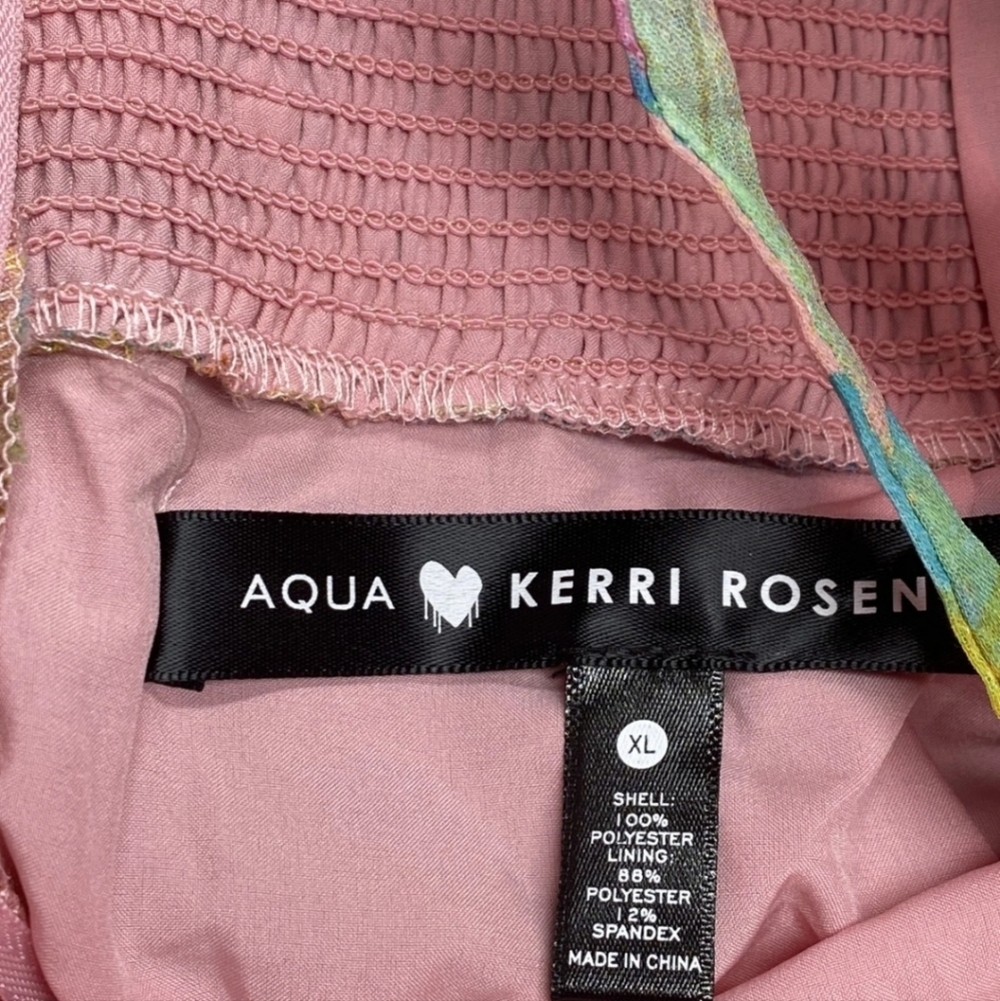 AQUA KERRI ROSEN
XL
SHELL:
100%
POLYESTER
LINING:
88%
POLYESTER
12%
SPANDEX
MADE IN CHINA